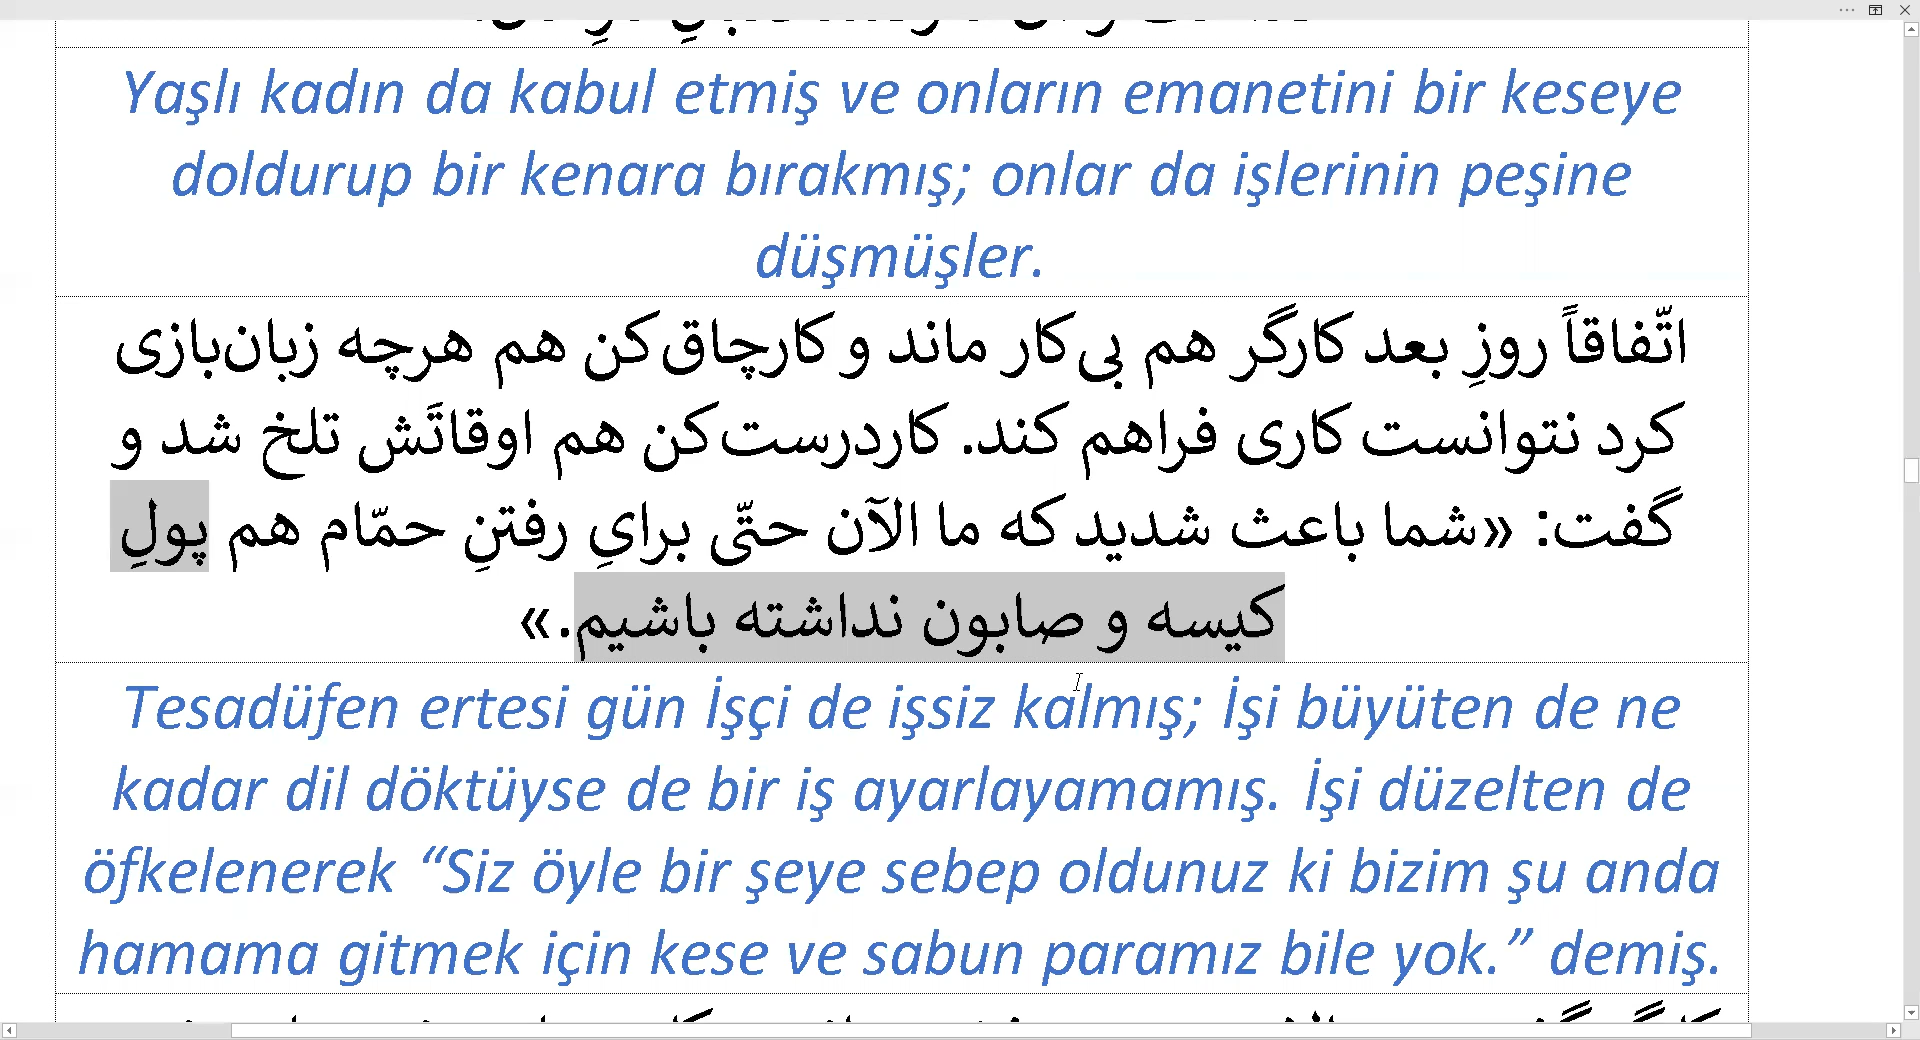 Yaşlı kadın da kabul etmiş ve onların emanetini bir keseye
doldurup bir kenara bırakmış; onlar da işlerinin peşine
düşmüşler.
اتّفاقاً روزِ بعد کارگر هم بی‌کار ماند و کارچاق‌کن هم هرچه زبان‌بازی
کرد نتوانست کاری فراهم کند. کاردرست‌کن هم اوقاتَش تلخ شد و
گفت: «شما باعث شدید که ما الآن حتّی برایِ رفتنِ حمّام هم پولِ
کیسه و صابون نداشته باشیم.»
Tesadüfen ertesi gün İşçi de işsiz kalmış; İşi büyüten de ne
kadar dil döktüyse de bir iş ayarlayamamış. İşi düzelten de
öfkelenerek “Siz öyle bir şeye sebep oldunuz ki bizim şu anda
hamama gitmek için kese ve sabun paramız bile yok.” demiş.